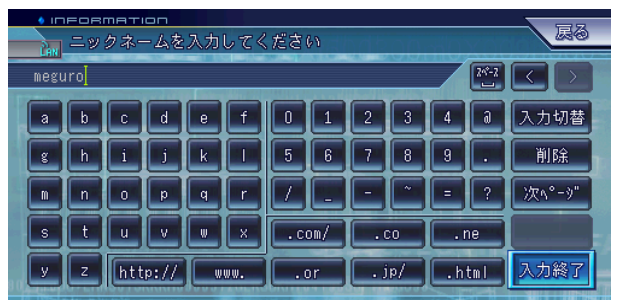 INFORMATION
LAN ニックネームを入力してください 戻る
meguro スペース < >
a b c d e f 0 1 2 3 4 @ 入力切替
g h i j k l 5 6 7 8 9 . 削除
m n o p q r / _ - ^ = ? 次ページ
s t u v w x .com/ .co .ne
y z http:// www. .or .jp/ .html 入力終了